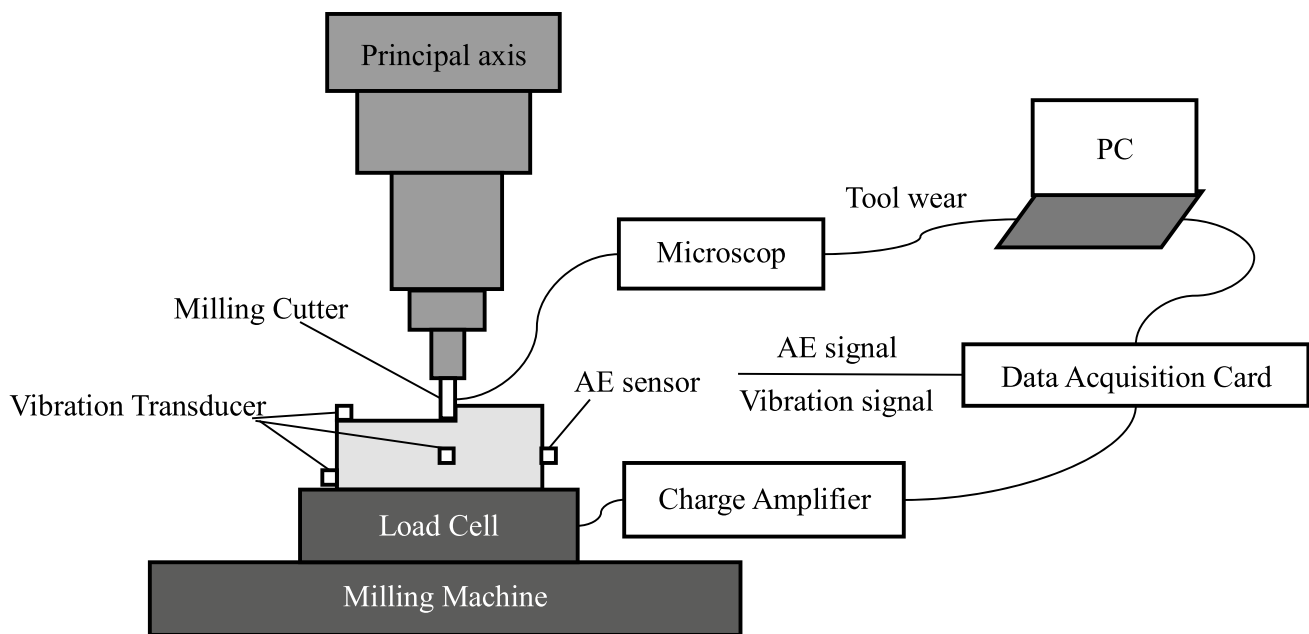 Principal axis
PC
Tool wear
Microscop
Milling Cutter
AE signal
Data Acquisition Card
AE sensor
Vibration Transducer
Vibration signal
Charge Amplifier
Load Cell
Milling Machine